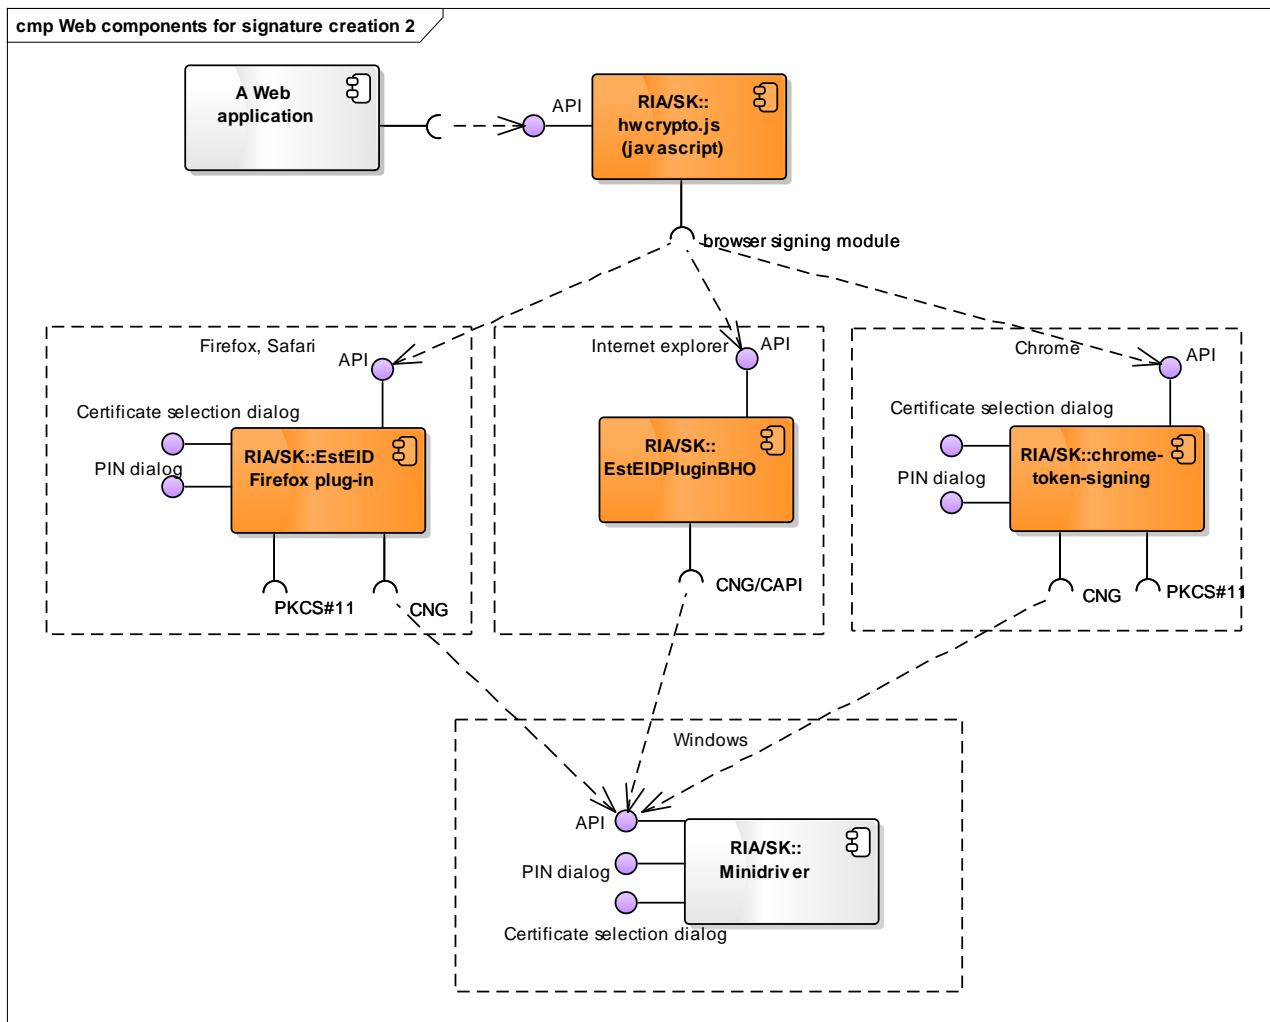 cmp Web components for signature creation 2
A Web
application
API
RIA/SK::
hwcrypto.js
(javascript)
browser signing module
Firefox, Safari
API
Certificate selection dialog
PIN dialog
RIA/SK::EstEID
Firefox plug-in
PKCS#11
CNG
Internet explorer
API
RIA/SK::
EstEIDPluginBHO
CNG/CAPI
Chrome
API
Certificate selection dialog
PIN dialog
RIA/SK::chrome-
token-signing
CNG
PKCS#11
Windows
API
PIN dialog
Certificate selection dialog
RIA/SK::
Minidriver